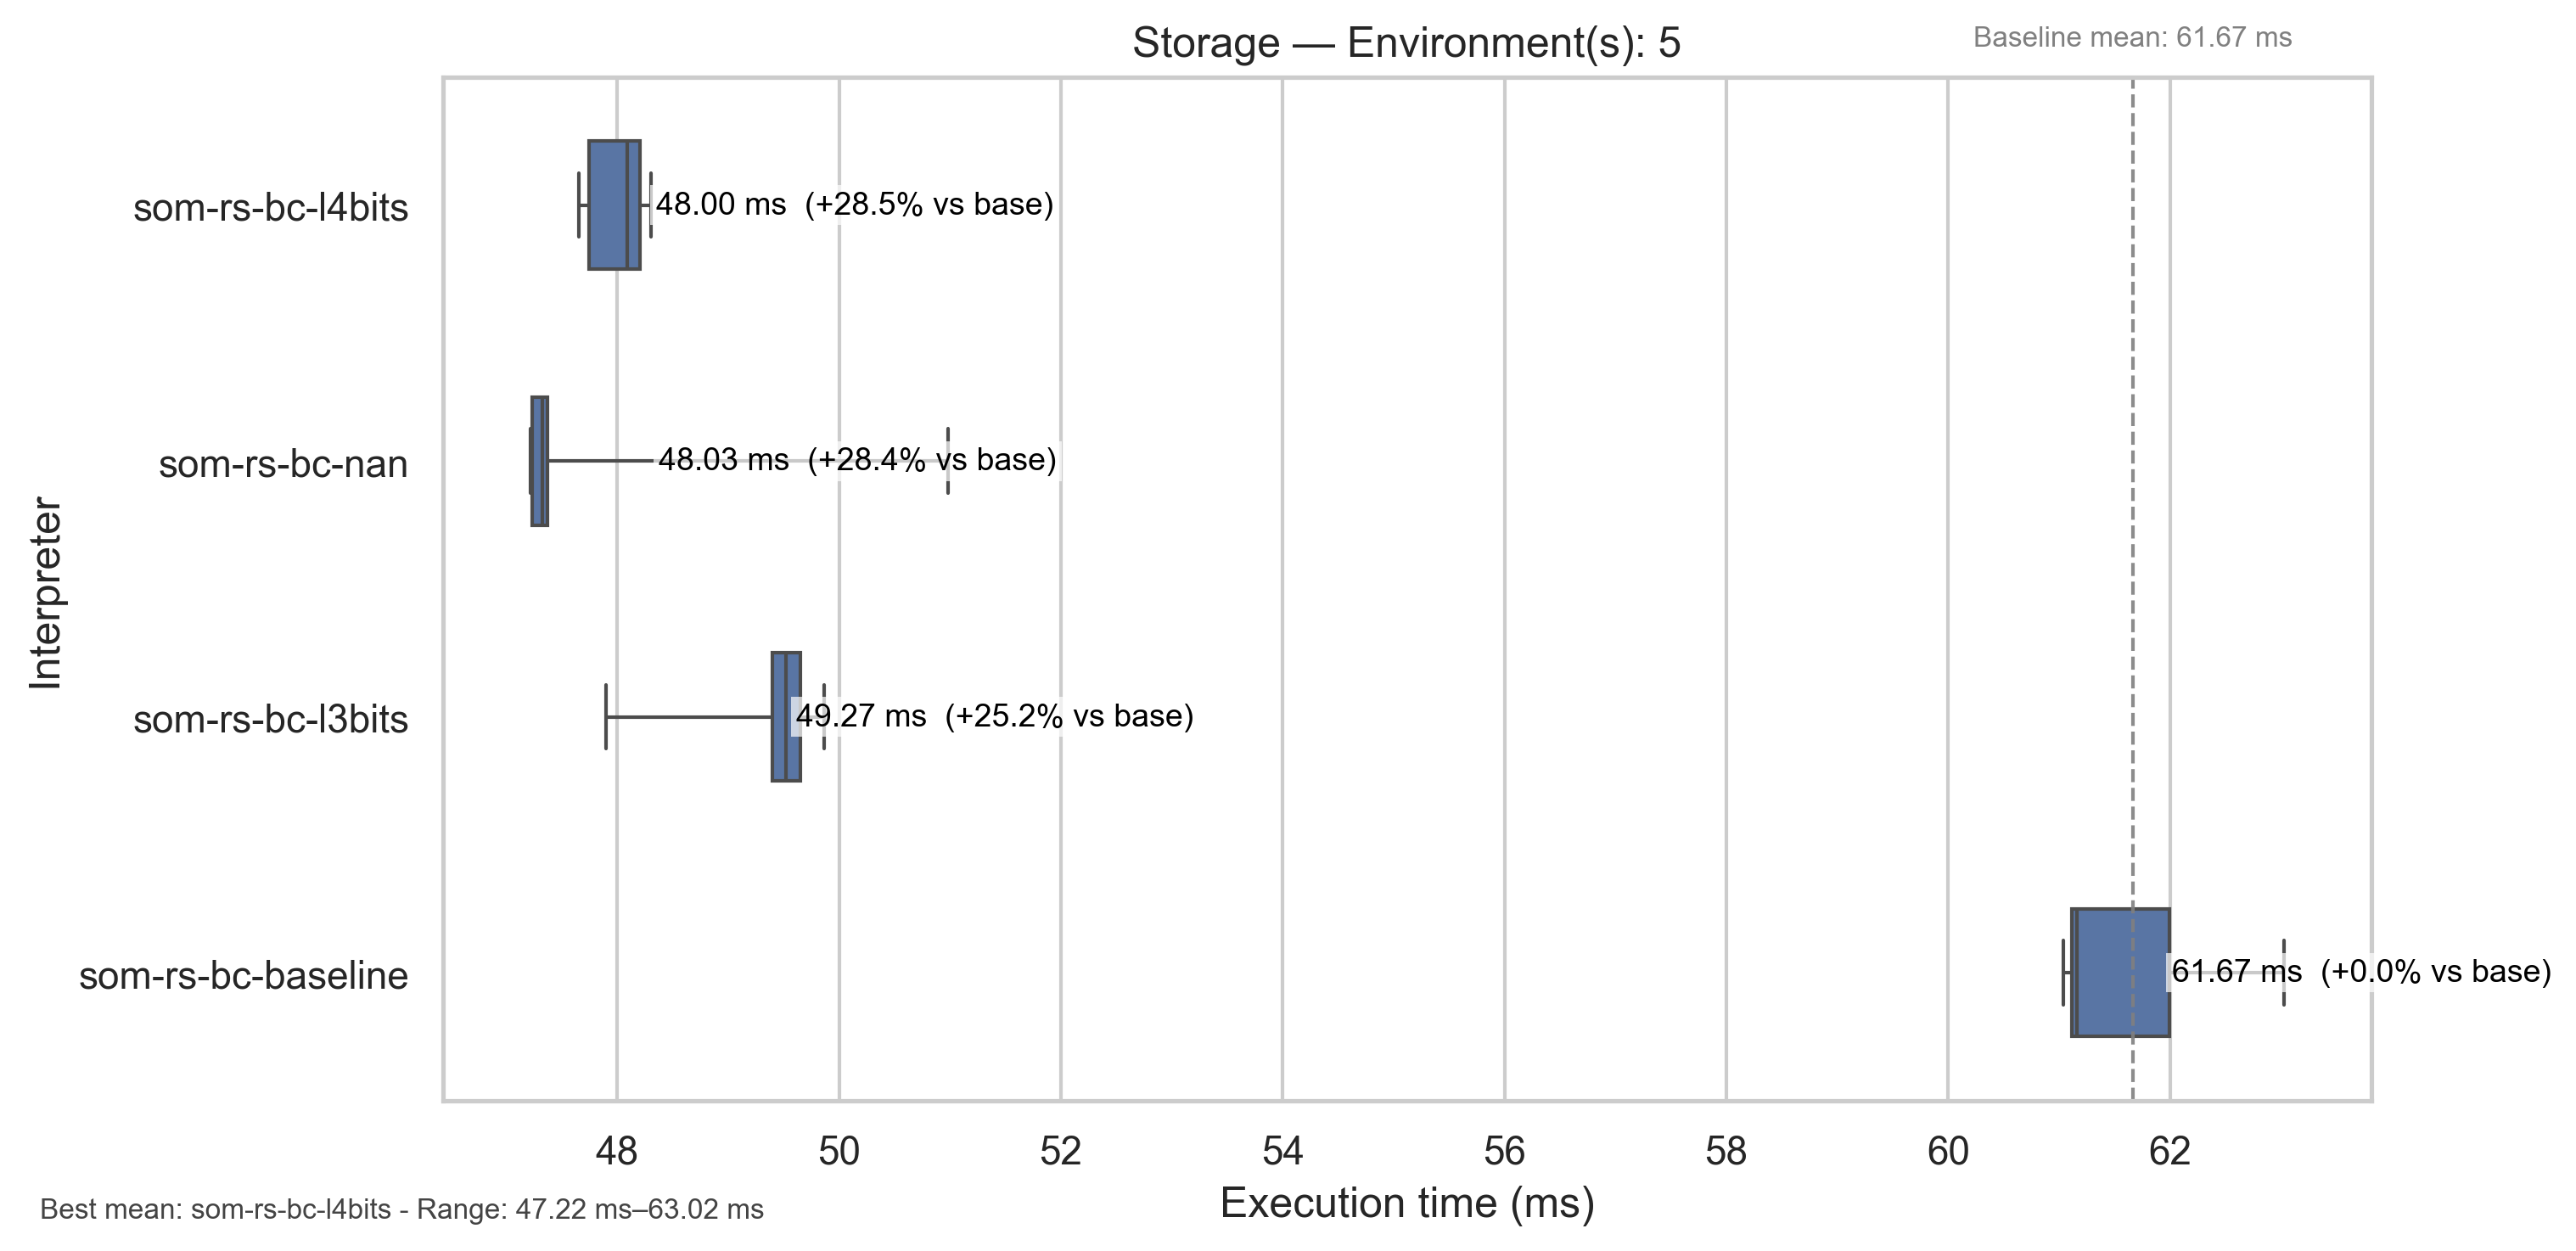 Storage — Environment(s): 5
Baseline mean: 61.67 ms
Interpreter
som-rs-bc-l4bits
48.00 ms  (+28.5% vs base)
som-rs-bc-nan
48.03 ms  (+28.4% vs base)
som-rs-bc-l3bits
49.27 ms  (+25.2% vs base)
som-rs-bc-baseline
61.67 ms  (+0.0% vs base)
48 50 52 54 56 58 60 62
Execution time (ms)
Best mean: som-rs-bc-l4bits - Range: 47.22 ms–63.02 ms